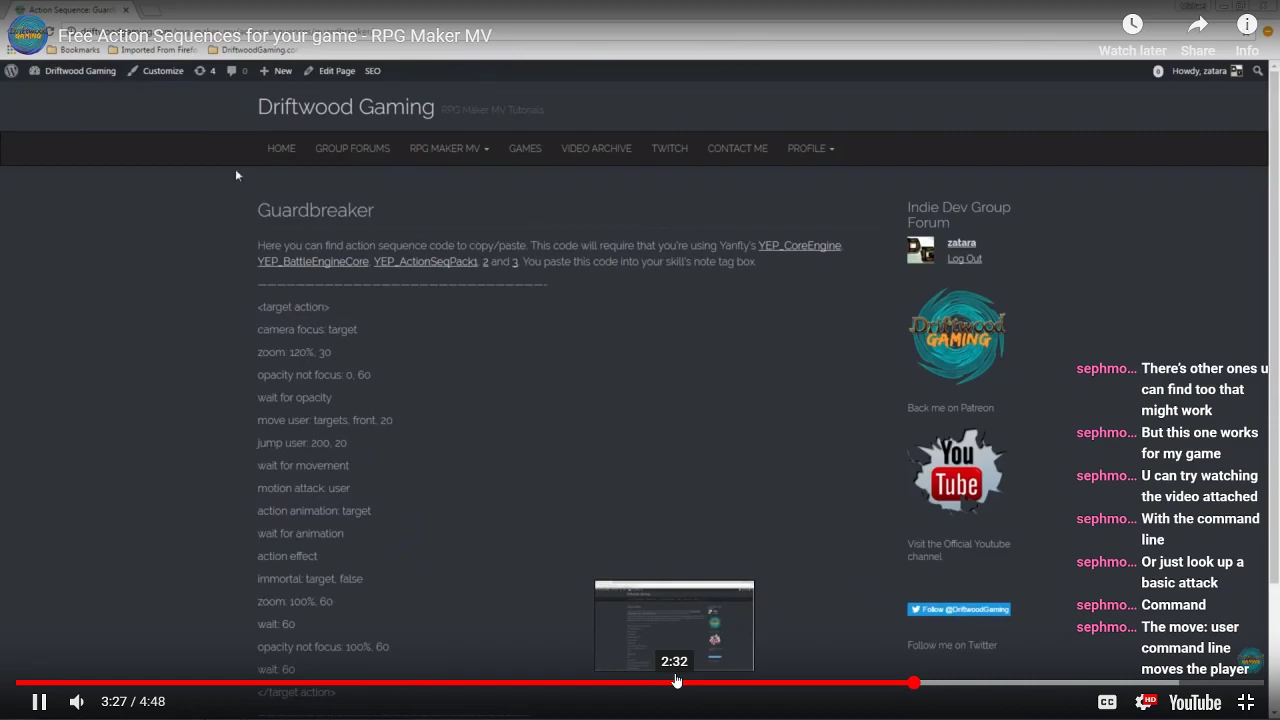 Action Sequence: Guard
Free Action Sequences for your game - RPG Maker MV
Watch later
Share
Info
Bookmarks
Imported From Firefo
DriftwoodGaming.co
Driftwood Gaming
Customize
4
0
New
Edit Page
SEO
0
Howdy, zatara
Driftwood Gaming
RPG Maker MV Tutorials
HOME
GROUP FORUMS
RPG MAKER MV
GAMES
VIDEO ARCHIVE
TWITCH
CONTACT ME
PROFILE
Guardbreaker
Here you can find action sequence code to copy/paste. This code will require that you're using Yanfly's YEP_CoreEngine,
YEP_BattleEngineCore, YEP_ActionSeqPack1, 2 and 3. You paste this code into your skill's note tag box.
<target action>
camera focus: target
zoom: 120%, 30
opacity not focus: 0, 60
wait for opacity
move user: targets, front, 20
jump user: 200, 20
wait for movement
motion attack: user
action animation: target
wait for animation
action effect
immortal: target, false
zoom: 100%, 60
wait: 60
opacity not focus: 100%, 60
wait: 60
</target action>
Indie Dev Group
Forum
zatara
Log Out
Driftwood
GAMING
Back me on Patreon
You
Tube
Visit the Official Youtube
channel
Follow @DriftwoodGaming
Follow me on Twitter
sephmo... There's other ones u
can find too that
might work
sephmo... But this one works
for my game
sephmo... U can try watching
the video attached
sephmo... With the command
line
sephmo... Or just look up a
basic attack
sephmo... Command
sephmo... The move: user
command line
moves the player
2:32
3:27 / 4:48
CC
HD
YouTube